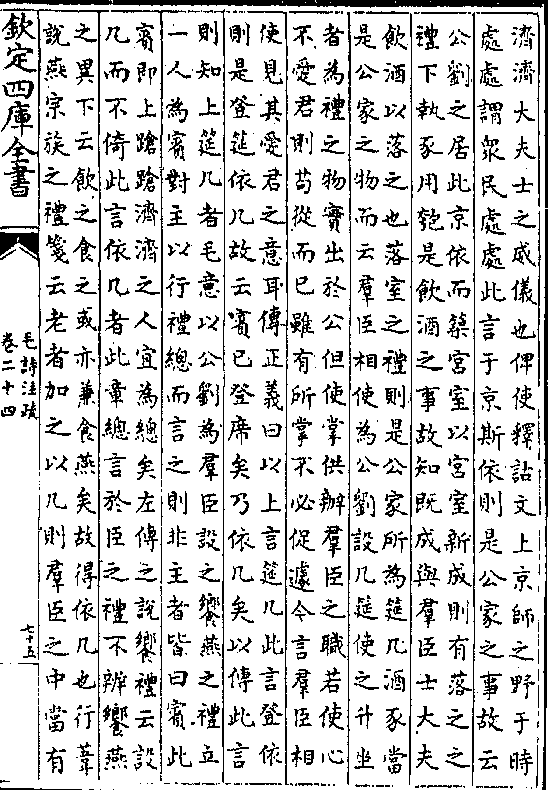 濟濟大夫士之威儀也俾使釋詁文上京師之野于時
處處謂衆民處處此言于京斯依則是公家之事故云
公劉之居此京依而築宮室以宮室新成則有落之之
禮下執豕用匏是飲酒之事故知既成與羣臣士大夫
飲酒以落之也落室之禮則是公家所為筵几酒豕當
是公家之物而云羣臣相使為公劉設几筵使之升坐
者為禮之物實出於公但使掌供辦羣臣之職若使心
不愛君則苟從而已雖有所掌不必促遽今言羣臣相
使見其愛君之意耳傳正義曰以上言筵几此言登依
則是登筵依几故云賓已登席矣乃依几矣以傳此言
則知上筵几者毛意以公劉為羣臣設之饗燕之禮立
一人為賓對主以行禮總而言之則非主者皆曰賓此
賓即上蹌蹌濟濟之人宜為總矣左傳之說饗禮云設
几而不倚此言依几者此章總言於臣之禮不辨饗燕
之異下云飲之食之或亦兼食燕矣故得依几也行葦
說燕宗族之禮箋云老者加之以几則羣臣之中當有
欽定四庫全書
毛詩注疏
卷二十四
七十五